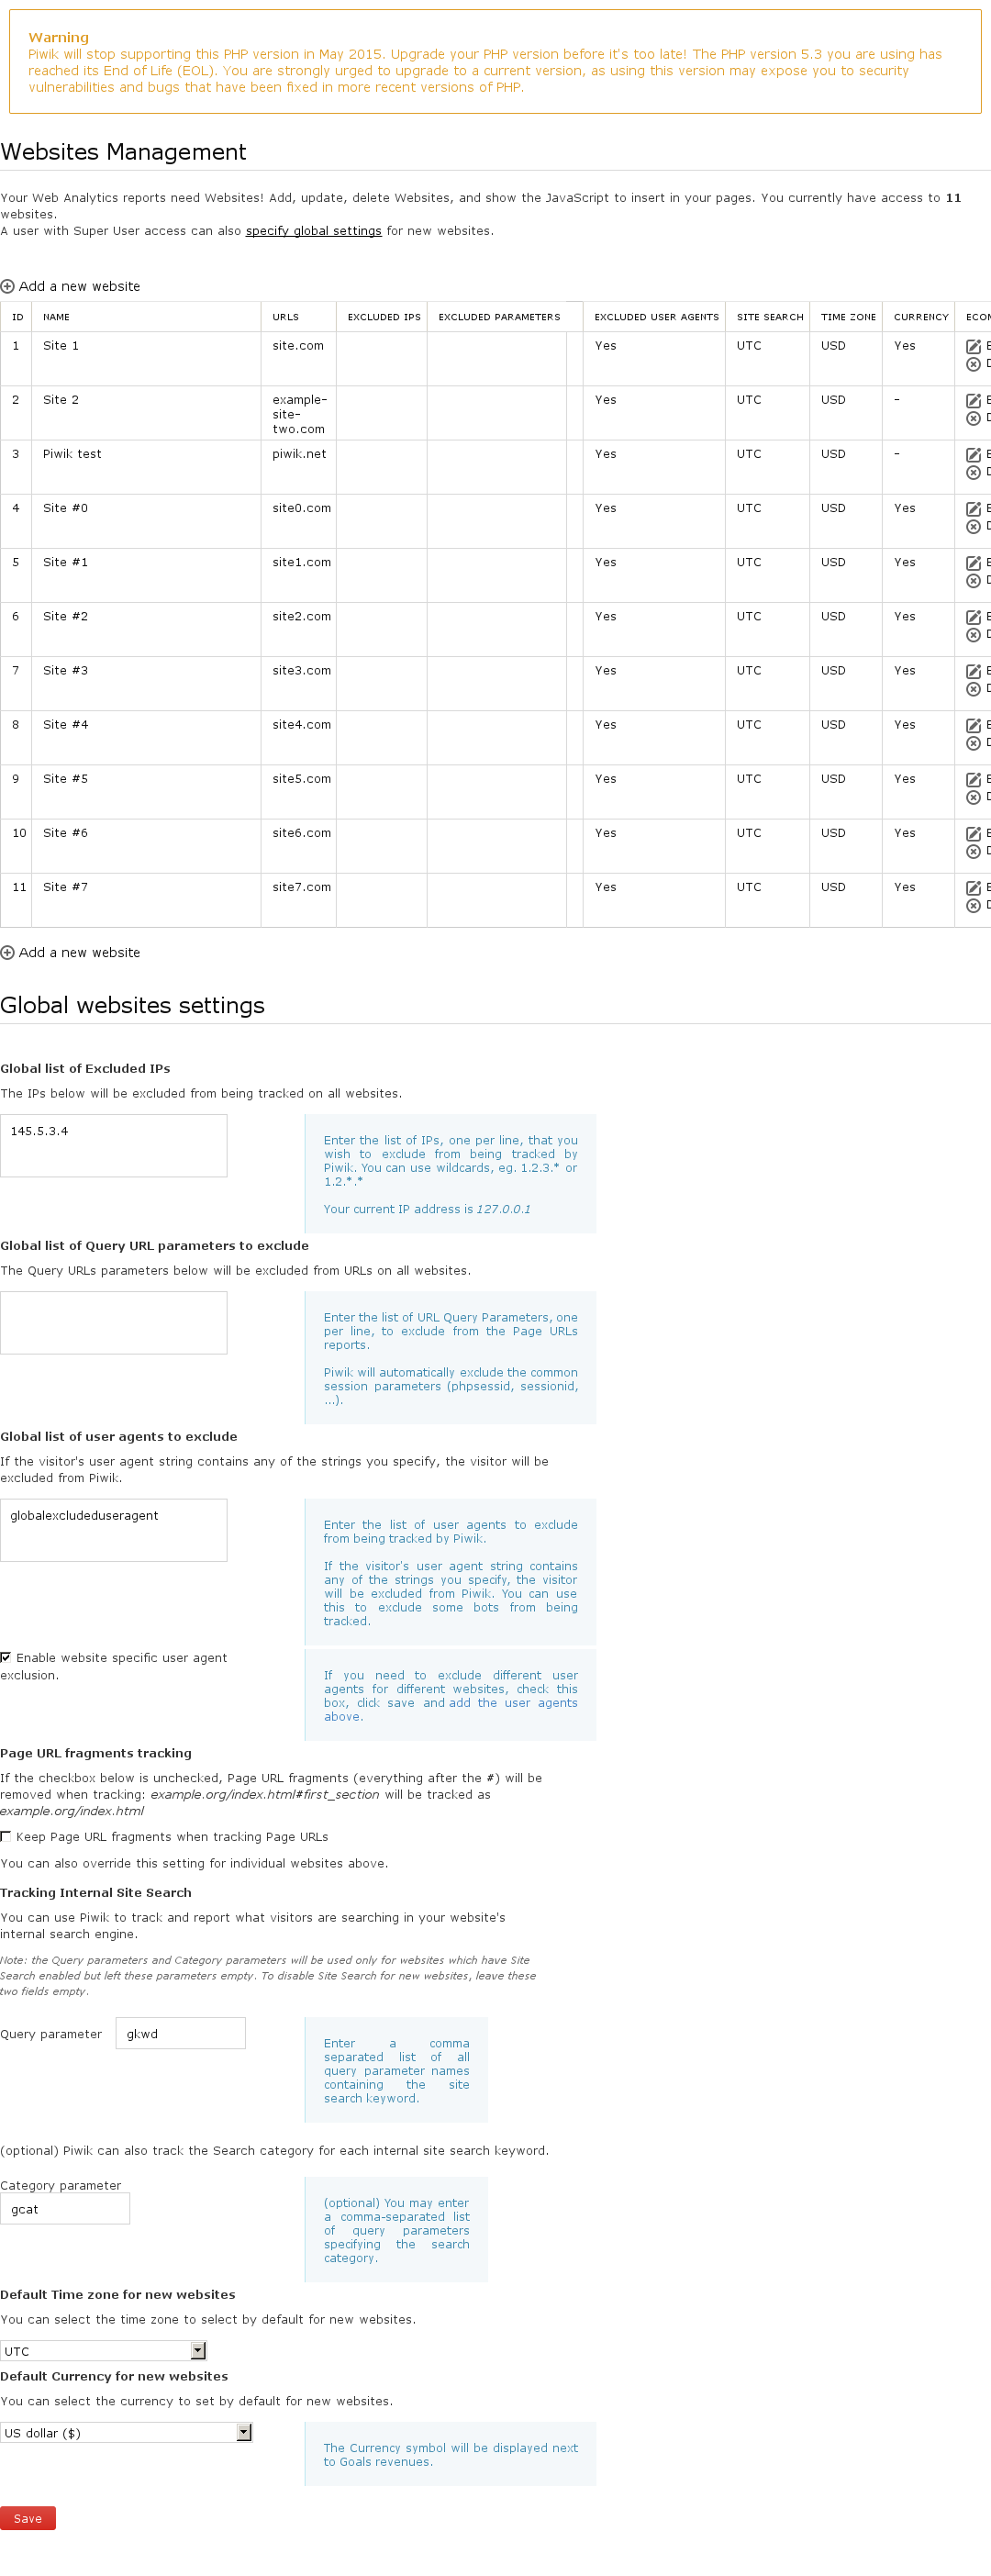 Warning
Piwik will stop supporting this PHP version in May 2015. Upgrade your PHP version before it's too late! The PHP version 5.3 you are using has
reached its End of Life (EOL). You are strongly urged to upgrade to a current version, as using this version may expose you to security
vulnerabilities and bugs that have been fixed in more recent versions of PHP.
Websites Management
Your Web Analytics reports need Websites! Add, update, delete Websites, and show the JavaScript to insert in your pages. You currently have access to 11
websites.
A user with Super User access can also specify global settings for new websites.
Add a new website
ID NAME URLS EXCLUDED IPS EXCLUDED PARAMETERS EXCLUDED USER AGENTS SITE SEARCH TIME ZONE CURRENCY ECOM
1 Site 1 site.com Yes UTC USD Yes E
D
2 Site 2 example- Yes UTC USD - E
site- D
two.com
3 Piwik test piwik.net Yes UTC USD - E
D
4 Site #0 site0.com Yes UTC USD Yes E
D
5 Site #1 site1.com Yes UTC USD Yes E
D
6 Site #2 site2.com Yes UTC USD Yes E
D
7 Site #3 site3.com Yes UTC USD Yes E
D
8 Site #4 site4.com Yes UTC USD Yes E
D
9 Site #5 site5.com Yes UTC USD Yes E
D
10 Site #6 site6.com Yes UTC USD Yes E
D
11 Site #7 site7.com Yes UTC USD Yes E
D
Add a new website
Global websites settings
Global list of Excluded IPs
The IPs below will be excluded from being tracked on all websites.
145.5.3.4
Enter the list of IPs, one per line, that you
wish to exclude from being tracked by
Piwik. You can use wildcards, eg. 1.2.3.* or
1.2.*.*
Your current IP address is 127.0.0.1
Global list of Query URL parameters to exclude
The Query URLs parameters below will be excluded from URLs on all websites.
Enter the list of URL Query Parameters, one
per line, to exclude from the Page URLs
reports.
Piwik will automatically exclude the common
session parameters (phpsessid, sessionid,
...).
Global list of user agents to exclude
If the visitor's user agent string contains any of the strings you specify, the visitor will be
excluded from Piwik.
globalexcludeduseragent
Enter the list of user agents to exclude
from being tracked by Piwik.
If the visitor's user agent string contains
any of the strings you specify, the visitor
will be excluded from Piwik. You can use
this to exclude some bots from being
tracked.
Enable website specific user agent
exclusion.
If you need to exclude different user
agents for different websites, check this
box, click save and add the user agents
above.
Page URL fragments tracking
If the checkbox below is unchecked, Page URL fragments (everything after the #) will be
removed when tracking: example.org/index.html#first_section will be tracked as
example.org/index.html
Keep Page URL fragments when tracking Page URLs
You can also override this setting for individual websites above.
Tracking Internal Site Search
You can use Piwik to track and report what visitors are searching in your website's
internal search engine.
Note: the Query parameters and Category parameters will be used only for websites which have Site
Search enabled but left these parameters empty. To disable Site Search for new websites, leave these
two fields empty.
Query parameter gkwd
Enter a comma
separated list of all
query parameter names
containing the site
search keyword.
(optional) Piwik can also track the Search category for each internal site search keyword.
Category parameter
gcat
(optional) You may enter
a comma-separated list
of query parameters
specifying the search
category.
Default Time zone for new websites
You can select the time zone to select by default for new websites.
UTC
Default Currency for new websites
You can select the currency to set by default for new websites.
US dollar ($)
The Currency symbol will be displayed next
to Goals revenues.
Save